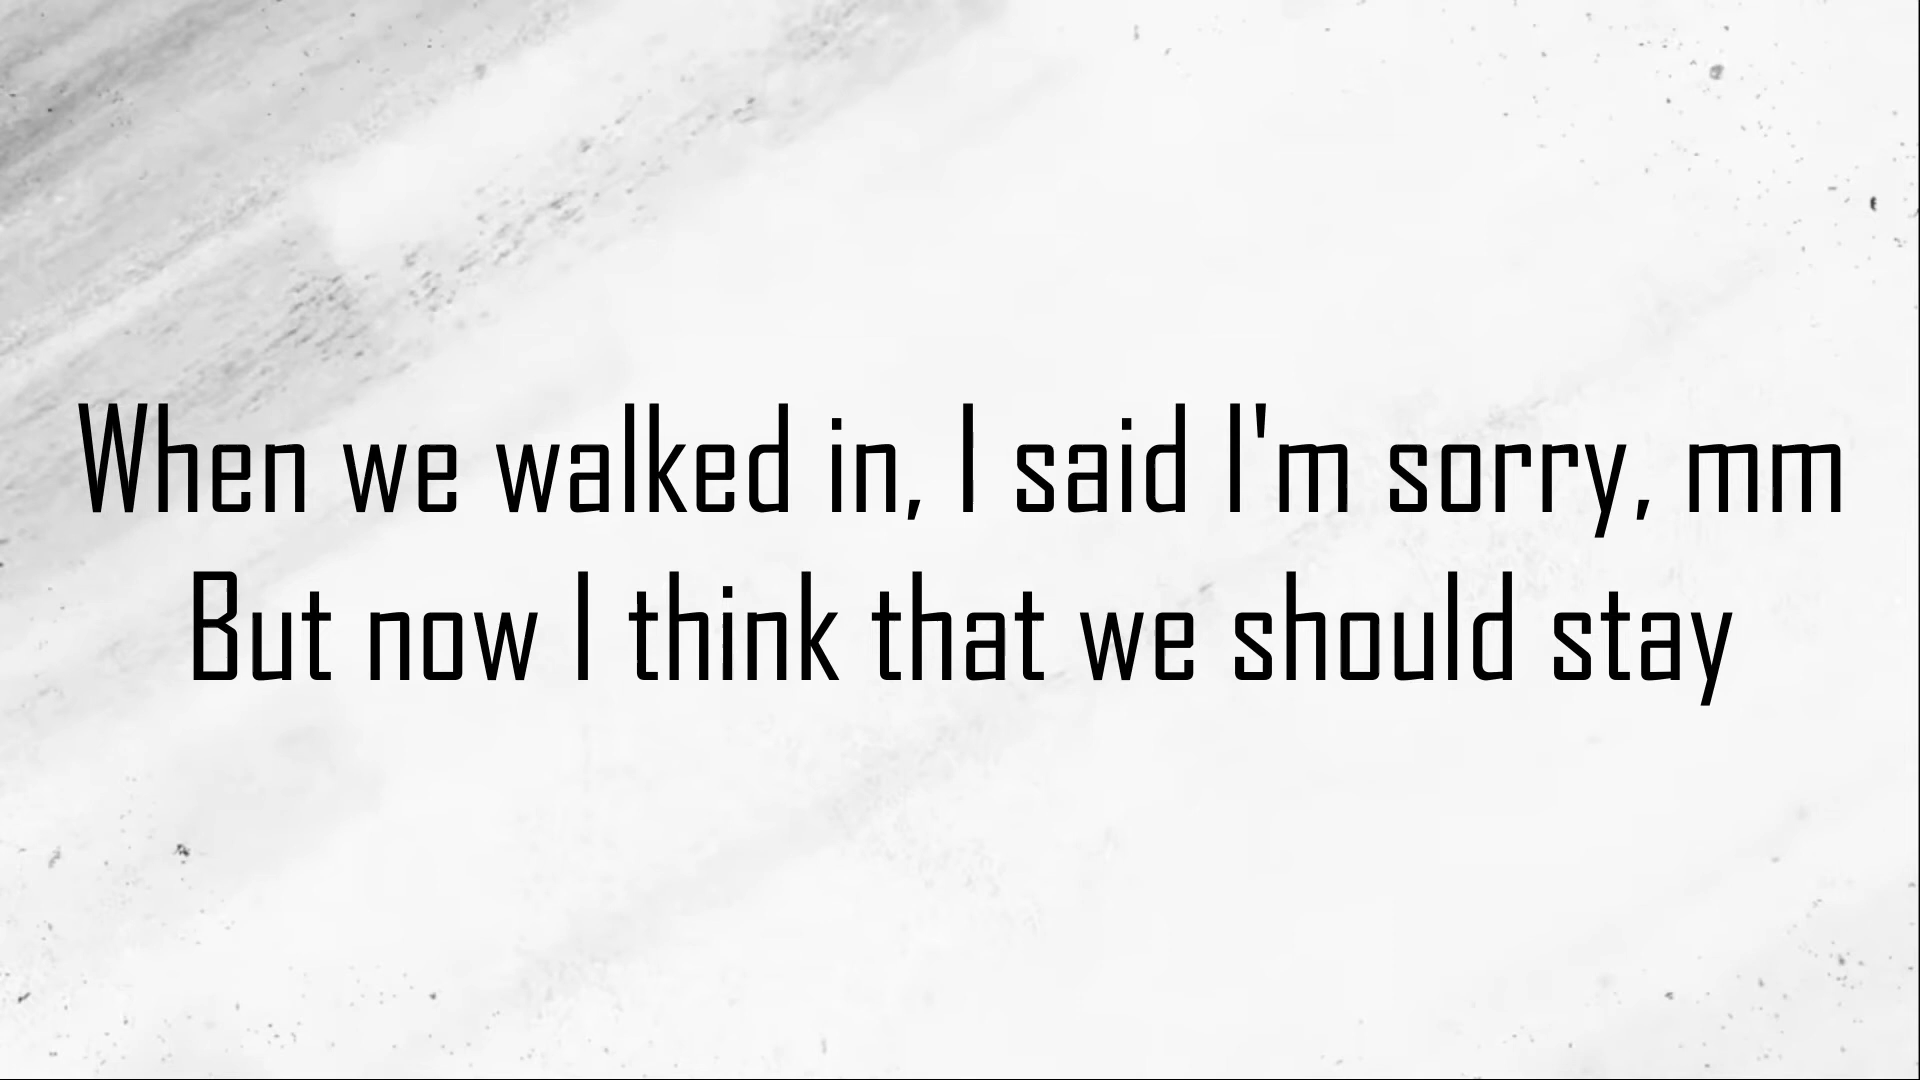 When we walked in, I said I'm sorry, mm
But now I think that we should stay